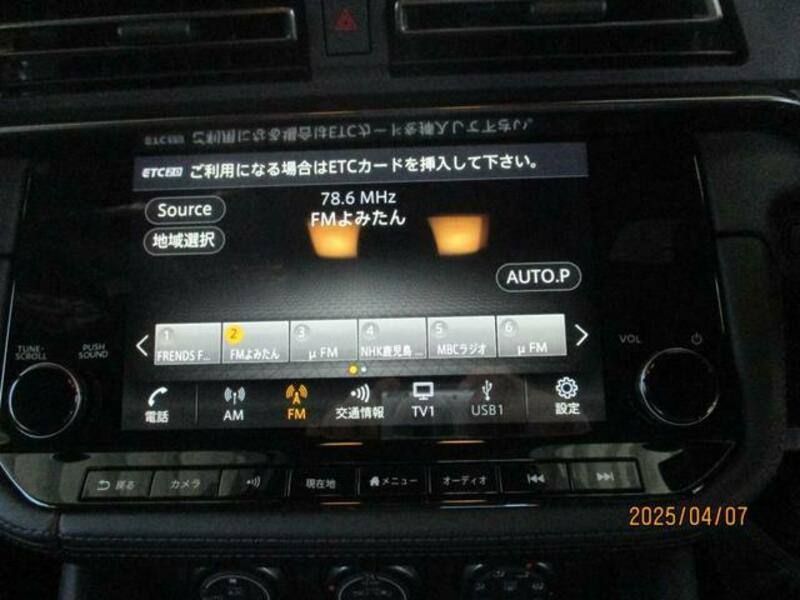 ETC2.0 ご利用になる場合はETCカードを挿入して下さい。
Source
78.6 MHz
FMよみたん
地域選択
AUTO.P
1 2 3 4 5 6
FRENDS F... FMよみたん μ FM NHK鹿児島 ... MBCラジオ μ FM
電話 AM FM 交通情報 TV1 USB1 設定
TUNE・SCROLL
PUSH SOUND
VOL
戻る カメラ 現在地 メニュー オーディオ
2025/04/07